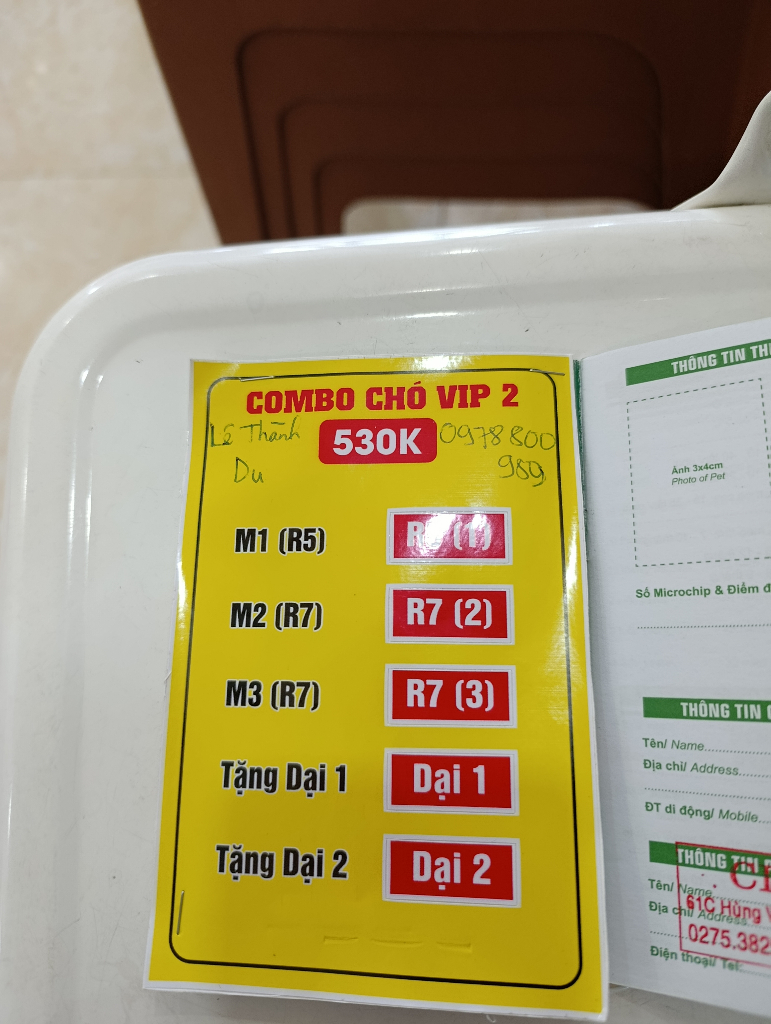 COMBO CHÓ VIP 2
Lê Thành 530K 0978 800
Du 989
M1 (R5) (1)
M2 (R7) R7 (2)
M3 (R7) R7 (3)
Tặng Dại 1 Dại 1
Tặng Dại 2 Dại 2
THÔNG TIN
Ảnh 3x4cm
Photo of Pet
Số Microchip & Điểm
THÔNG TIN
Tên/ Name
Địa chỉ/ Address
ĐT di động/ Mobile
THÔNG TIN
Tên/ Name
61C Hùng
Địa chỉ/ Address
0275.382
Điện thoại/ Tel: